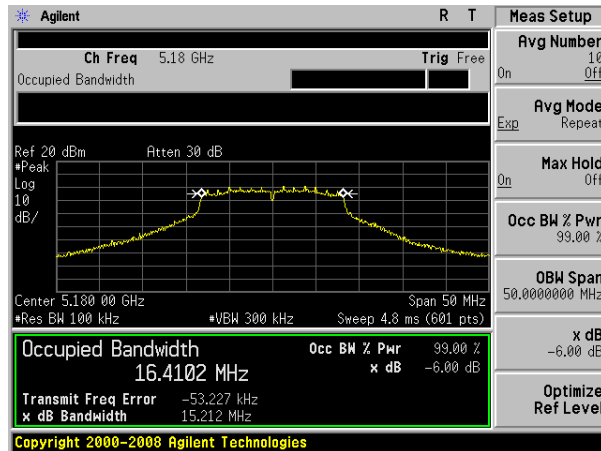 Agilent R T Meas Setup
Ch Freq 5.18 GHz Trig Free
Occupied Bandwidth
Avg Number
10
On Off
Avg Mode
Exp Repeat
Max Hold
On Off
Occ BW % Pwr
99.00 %
OBW Span
50.0000000 MHz
x dB
-6.00 dB
Optimize
Ref Level
Ref 20 dBm Atten 30 dB
#Peak
Log
10
dB/
Center 5.180 00 GHz Span 50 MHz
#Res BW 100 kHz #VBW 300 kHz Sweep 4.8 ms (601 pts)
Occupied Bandwidth Occ BW % Pwr 99.00 %
16.4102 MHz x dB -6.00 dB
Transmit Freq Error -53.227 kHz
x dB Bandwidth 15.212 MHz
Copyright 2000-2008 Agilent Technologies